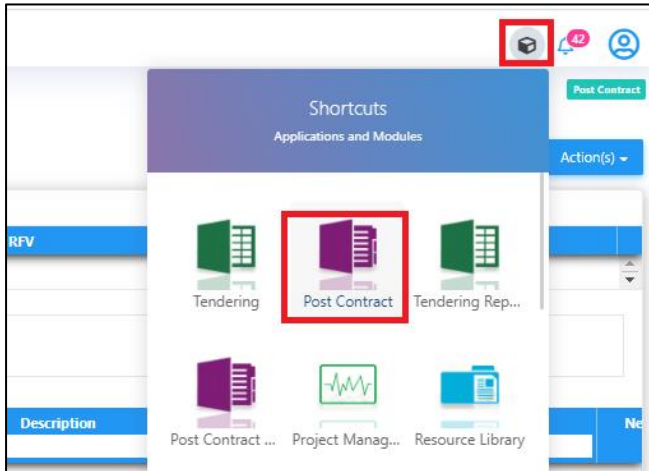 42
Post Contract
Shortcuts
Applications and Modules
Action(s)
RFV
Tendering
Post Contract
Tendering Rep...
Description
Ne
Post Contract ...
Project Manag...
Resource Library